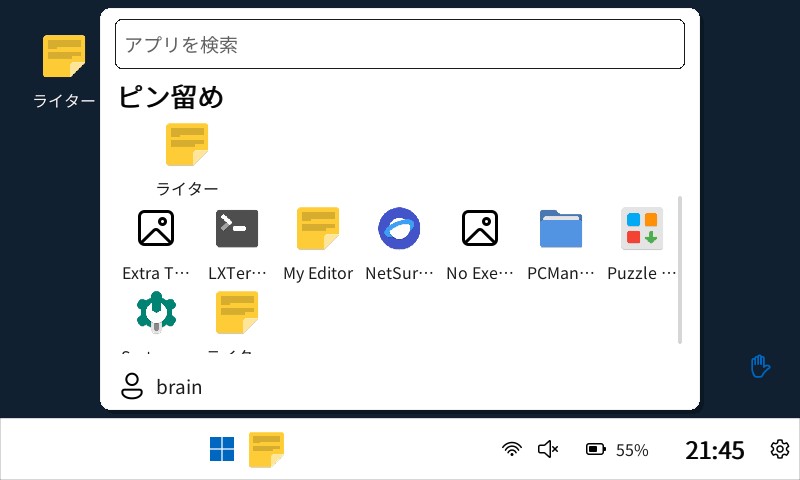 ライター
アプリを検索
ピン留め
ライター
Extra T… LXTer… My Editor NetSur… No Exe… PCMan… Puzzle …
brain
55% 21:45